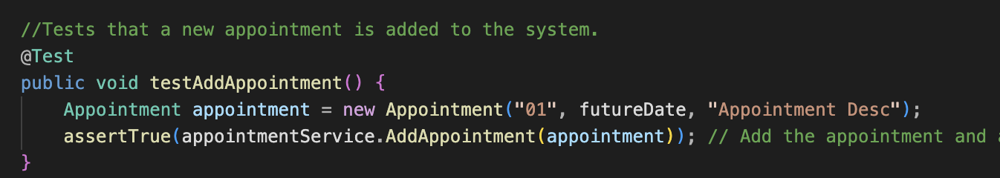 //Tests that a new appointment is added to the system.
@Test
public void testAddAppointment() {
    Appointment appointment = new Appointment("01", futureDate, "Appointment Desc");
    assertTrue(appointmentService.AddAppointment(appointment)); // Add the appointment and
}